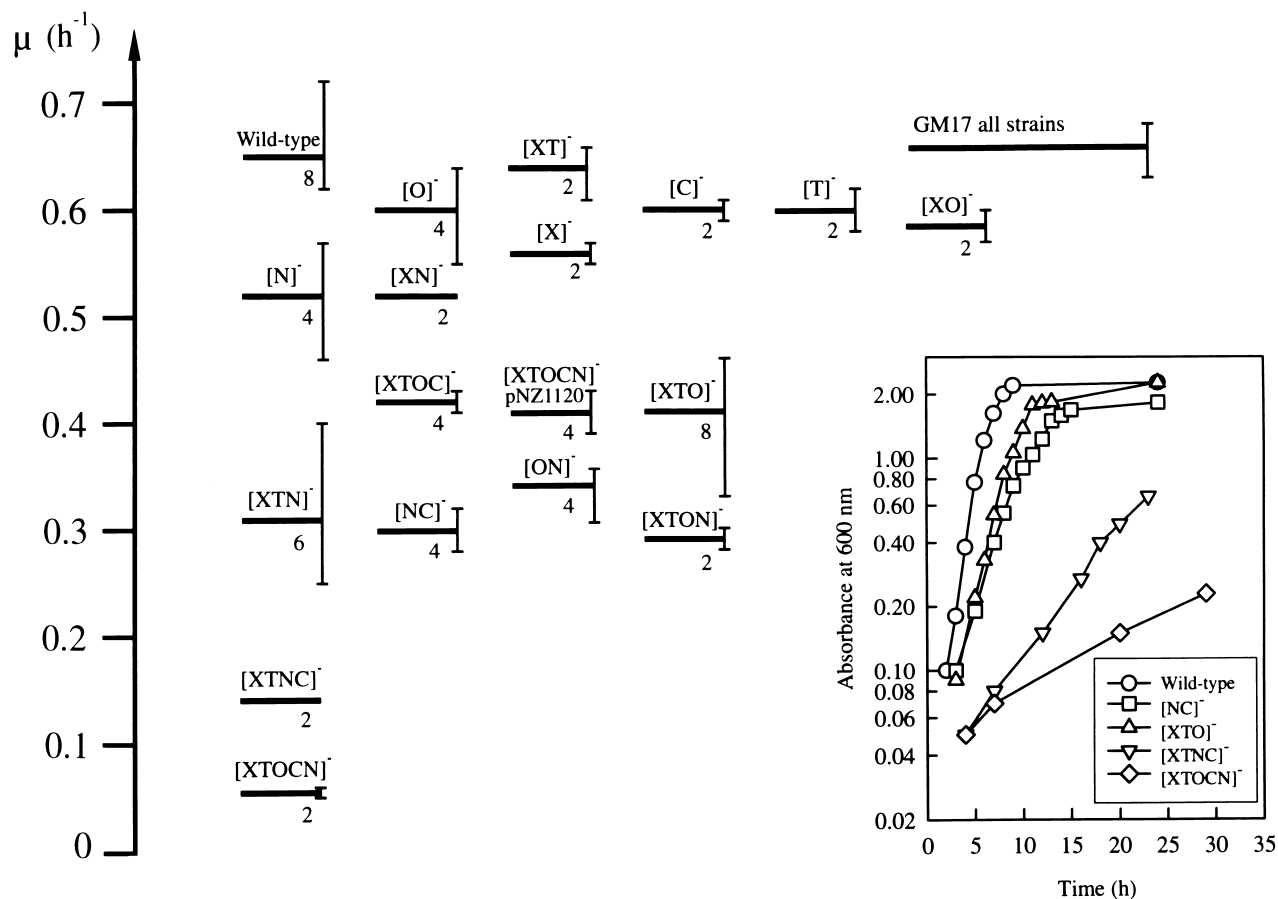 μ (h⁻¹)
0.7
0.6
0.5
0.4
0.3
0.2
0.1
0
Wild-type
8
[O]⁻
4
[XT]⁻
2
[X]⁻
2
[C]⁻
2
[T]⁻
2
GM17 all strains
[XO]⁻
2
[N]⁻
4
[XN]⁻
2
[XTOC]⁻
4
[XTOCN]⁻
pNZ1120
4
[XTO]⁻
8
[ON]⁻
4
[XTN]⁻
6
[NC]⁻
4
[XTON]⁻
2
[XTNC]⁻
2
[XTOCN]⁻
2
Absorbance at 600 nm
2.00
1.00
0.80
0.60
0.40
0.20
0.10
0.08
0.06
0.04
0.02
0 5 10 15 20 25 30 35
Time (h)
Wild-type
[NC]⁻
[XTO]⁻
[XTNC]⁻
[XTOCN]⁻